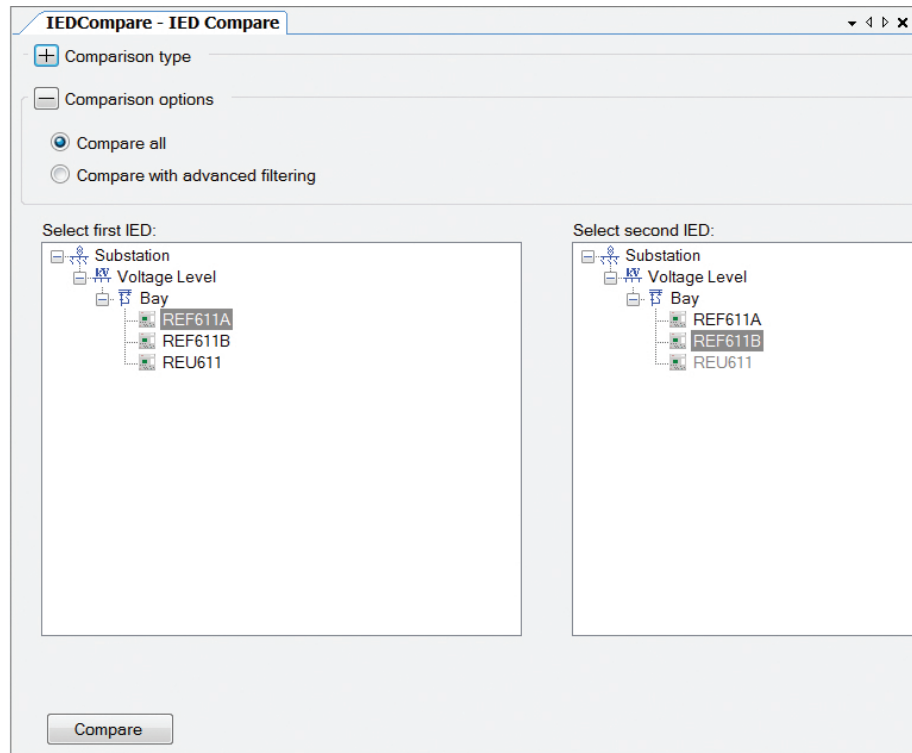 IEDCompare - IED Compare
Comparison type
Comparison options
Compare all
Compare with advanced filtering
Select first IED:
Substation
Voltage Level
Bay
REF611A
REF611B
REU611
Select second IED:
Substation
Voltage Level
Bay
REF611A
REF611B
REU611
Compare